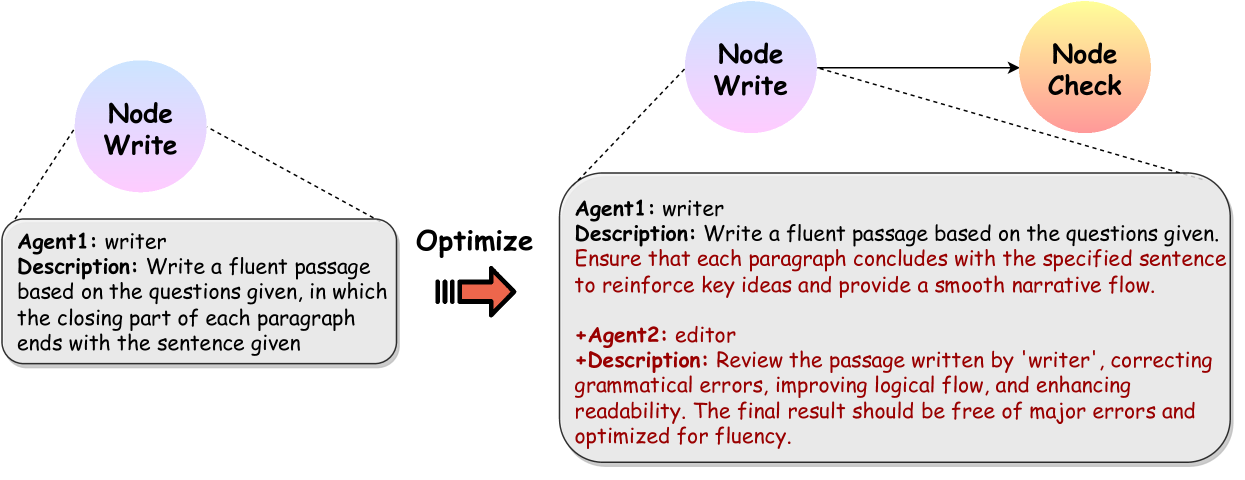 Node
Write
Agent1: writer
Description: Write a fluent passage
based on the questions given, in which
the closing part of each paragraph
ends with the sentence given
Optimize
Node
Write
Node
Check
Agent1: writer
Description: Write a fluent passage based on the questions given.
Ensure that each paragraph concludes with the specified sentence
to reinforce key ideas and provide a smooth narrative flow.
+Agent2: editor
+Description: Review the passage written by 'writer', correcting
grammatical errors, improving logical flow, and enhancing
readability. The final result should be free of major errors and
optimized for fluency.